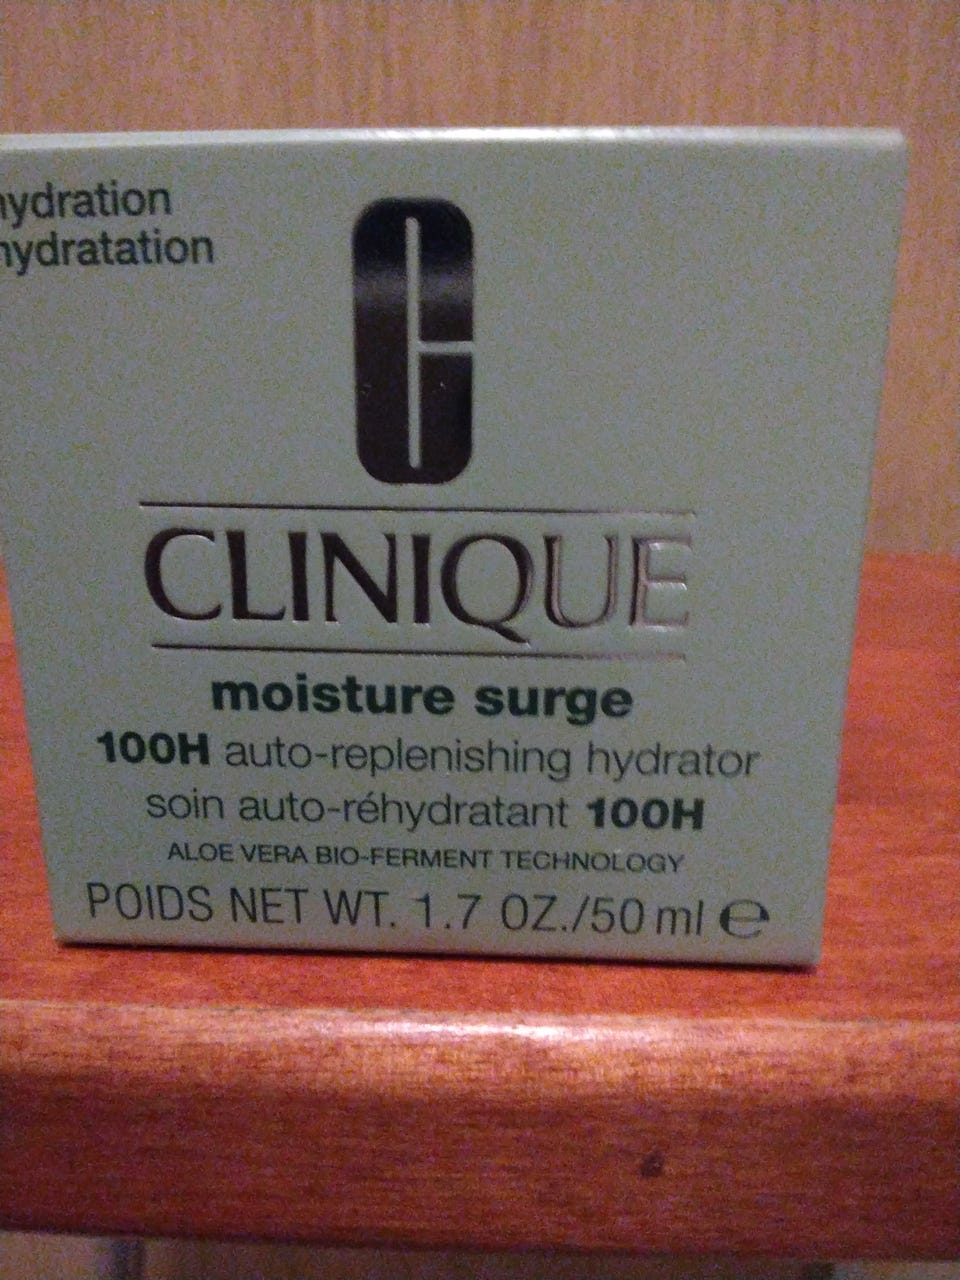 hydration
hydratation
C
CLINIQUE
moisture surge
100H auto-replenishing hydrator
soin auto-réhydratant 100H
ALOE VERA BIO-FERMENT TECHNOLOGY
POIDS NET WT. 1.7 OZ./50 ml ℮